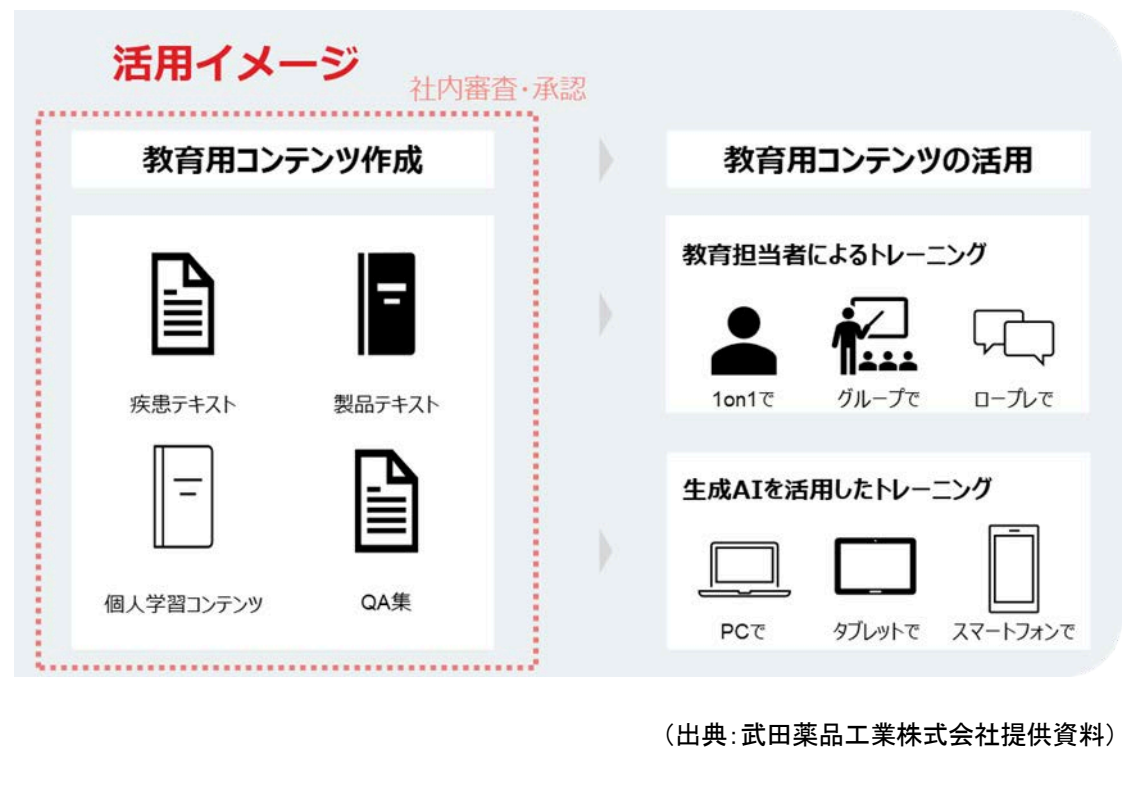 活用イメージ
社内審査・承認
教育用コンテンツ作成
疾患テキスト
製品テキスト
個人学習コンテンツ
QA集
教育用コンテンツの活用
教育担当者によるトレーニング
1on1で
グループで
ロープレで
生成AIを活用したトレーニング
PCで
タブレットで
スマートフォンで
（出典：武田薬品工業株式会社提供資料）